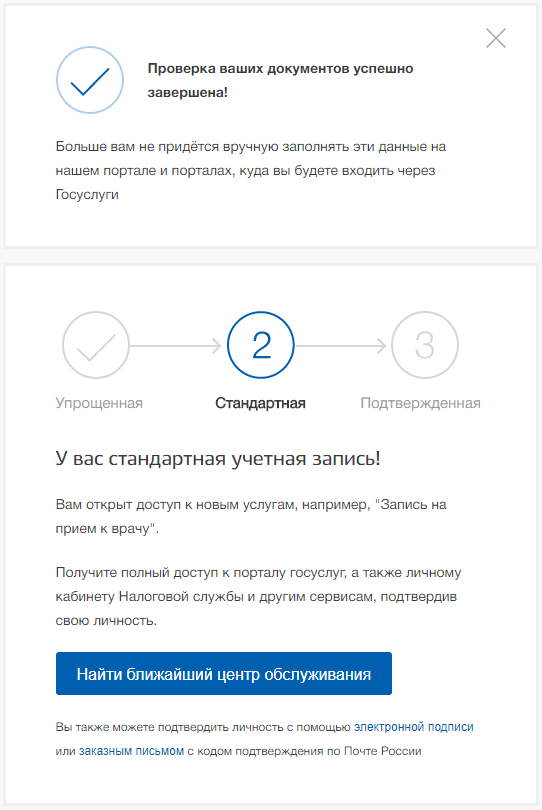 Проверка ваших документов успешно
завершена!
Больше вам не придётся вручную заполнять эти данные на
нашем портале и порталах, куда вы будете входить через
Госуслуги
2
3
Упрощенная
Стандартная
Подтвержденная
У вас стандартная учетная запись!
Вам открыт доступ к новым услугам, например, "Запись на
прием к врачу".
Получите полный доступ к порталу госуслуг, а также личному
кабинету Налоговой службы и другим сервисам, подтвердив
свою личность.
Найти ближайший центр обслуживания
Вы также можете подтвердить личность с помощью электронной подписи
или заказным письмом с кодом подтверждения по Почте России